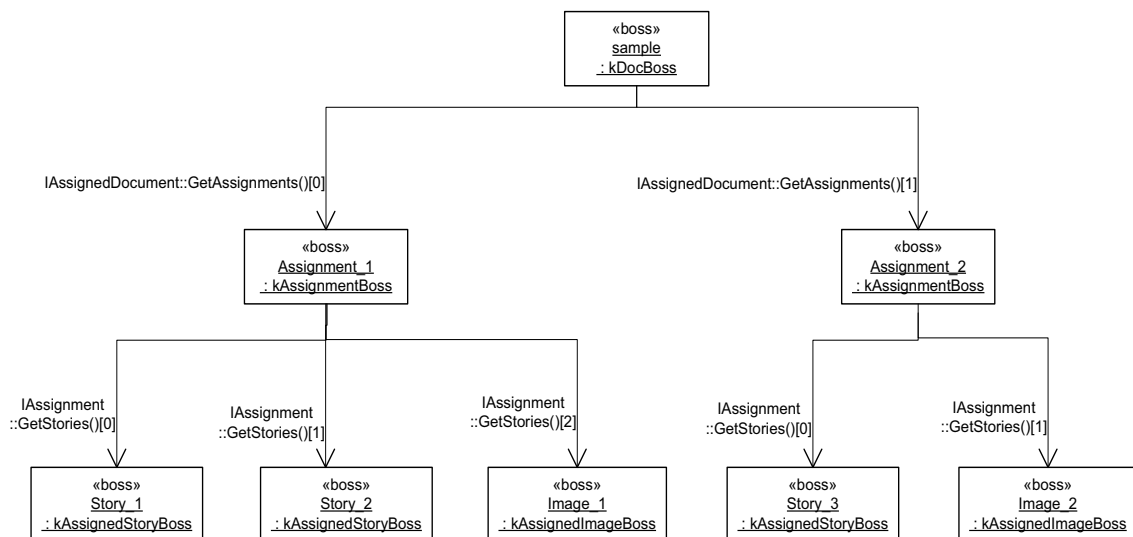 «boss»
sample
: kDocBoss
IAssignedDocument::GetAssignments()[0]
IAssignedDocument::GetAssignments()[1]
«boss»
Assignment_1
: kAssignmentBoss
«boss»
Assignment_2
: kAssignmentBoss
IAssignment
::GetStories()[0]
IAssignment
::GetStories()[1]
IAssignment
::GetStories()[2]
IAssignment
::GetStories()[0]
IAssignment
::GetStories()[1]
«boss»
Story_1
: kAssignedStoryBoss
«boss»
Story_2
: kAssignedStoryBoss
«boss»
Image_1
: kAssignedImageBoss
«boss»
Story_3
: kAssignedStoryBoss
«boss»
Image_2
: kAssignedImageBoss